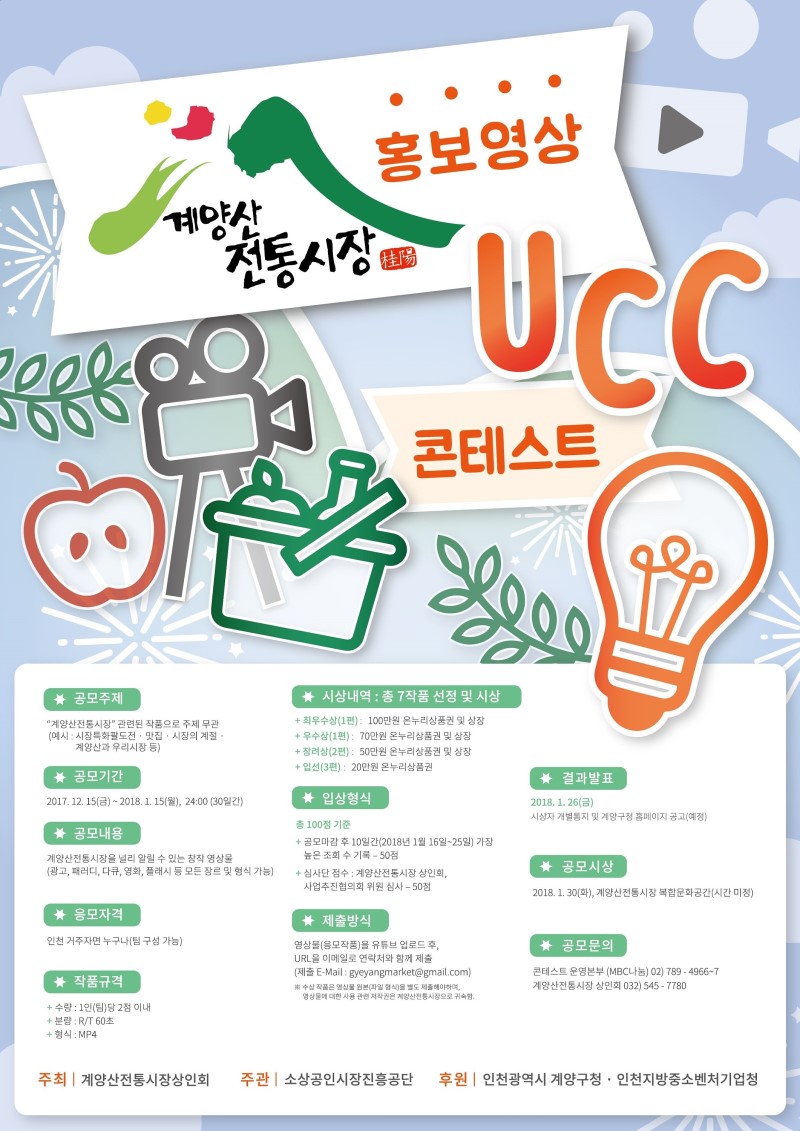 홍보영상
계양산
전통시장
桂陽
UCC
콘테스트
공모주제
“계양산전통시장” 관련된 작품으로 주제 무관
(예시 : 시장특화팔도전 · 맛집 · 시장의 계절 ·
계양산과 우리시장 등)
공모기간
2017. 12. 15(금) ~ 2018. 1. 15(월), 24:00 (30일간)
공모내용
계양산전통시장을 널리 알릴 수 있는 창작 영상물
(광고, 패러디, 다큐, 영화, 플래시 등 모든 장르 및 형식 가능)
응모자격
인천 거주자면 누구나(팀 구성 가능)
작품규격
+ 수량 : 1인(팀)당 2점 이내
+ 분량 : R/T 60초
+ 형식 : MP4
시상내역 : 총 7작품 선정 및 시상
+ 최우수상(1편) : 100만원 온누리상품권 및 상장
+ 우수상(1편) : 70만원 온누리상품권 및 상장
+ 장려상(2편) : 50만원 온누리상품권 및 상장
+ 입선(3편) : 20만원 온누리상품권
입상형식
총 100점 기준
+ 공모마감 후 10일간(2018년 1월 16일~25일) 가장
높은 조회 수 기록 – 50점
+ 심사단 점수 : 계양산전통시장 상인회,
사업추진협의회 위원 심사 – 50점
제출방식
영상물(응모작품)을 유튜브 업로드 후,
URL을 이메일로 연락처와 함께 제출
(제출 E-Mail : gyeyangmarket@gmail.com)
※ 수상 작품은 영상물 원본(파일 형식)을 별도 제출해야하며,
영상물에 대한 사용 관련 저작권은 계양산전통시장으로 귀속함.
결과발표
2018. 1. 26(금)
시상자 개별통지 및 계양구청 홈페이지 공고(예정)
공모시상
2018. 1. 30(화), 계양산전통시장 복합문화공간(시간 미정)
공모문의
콘테스트 운영본부 (MBC나눔) 02) 789 - 4966~7
계양산전통시장 상인회 032) 545 - 7780
주최 | 계양산전통시장상인회 주관 | 소상공인시장진흥공단 후원 | 인천광역시 계양구청 · 인천지방중소벤처기업청